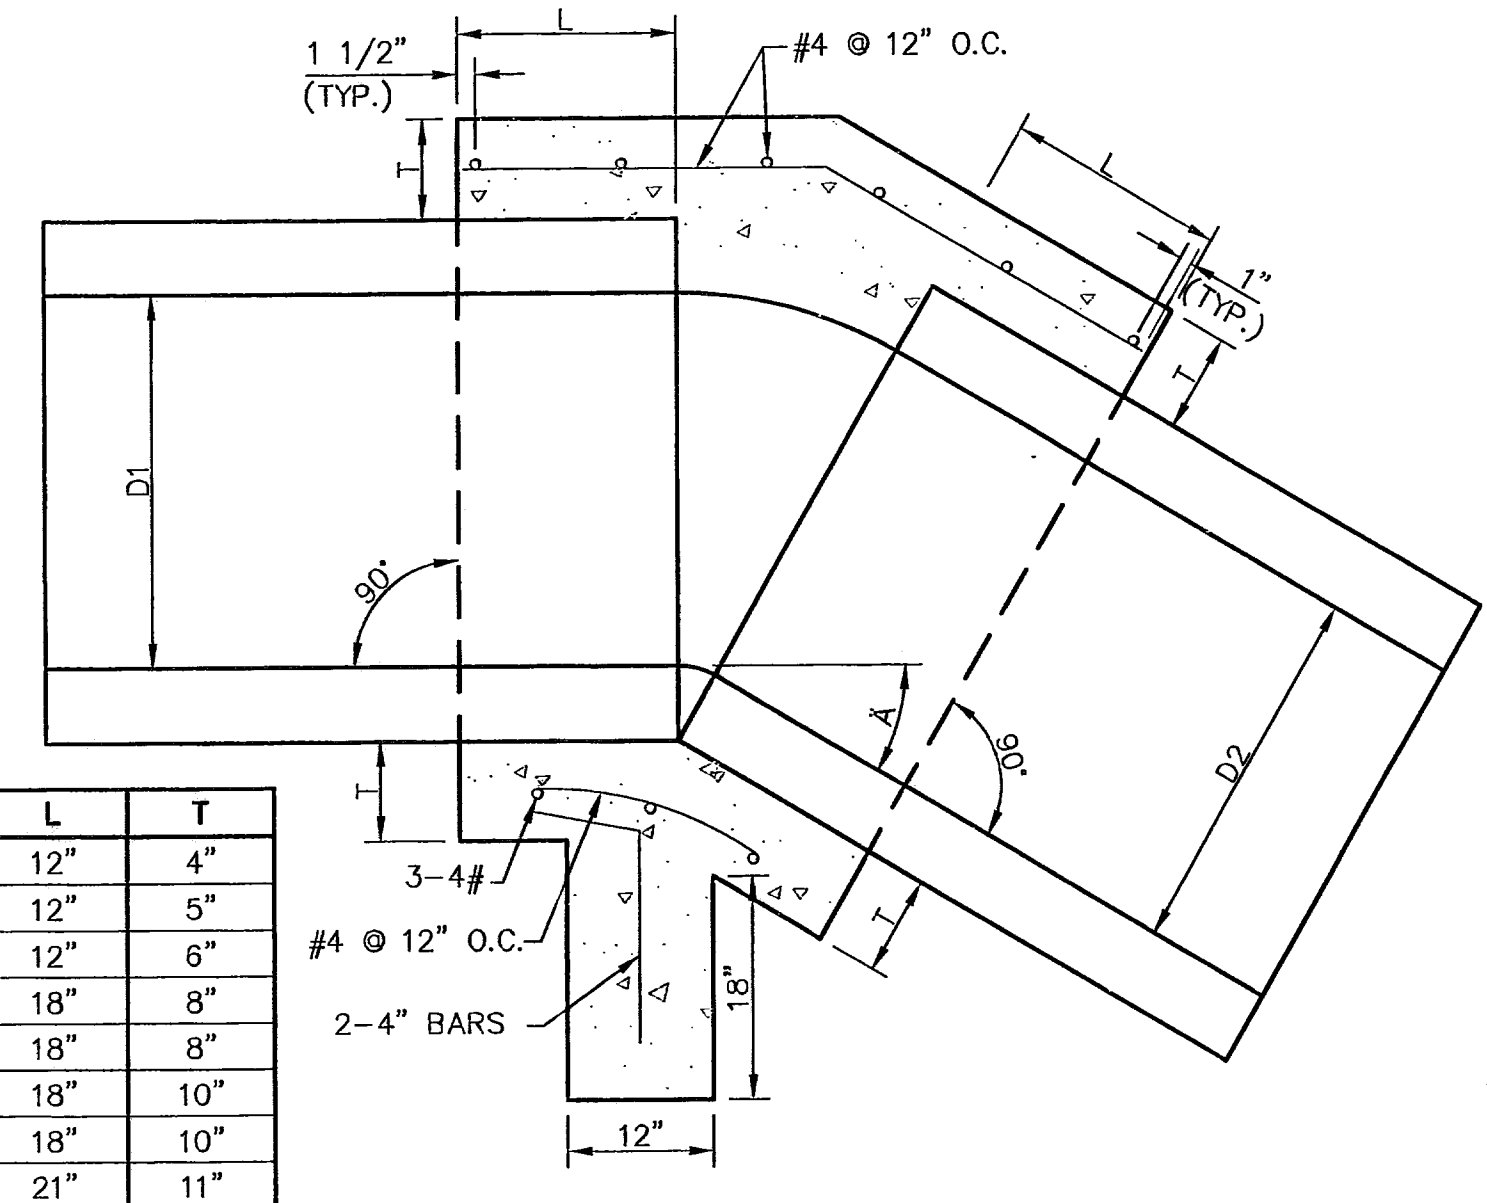 L
1 1/2"
(TYP.)
#4 @ 12" O.C.
L
T
1"
(TYP.)
T
D1
90°
Ä
90°
D2
T
L T
12" 4"
12" 5"
12" 6"
18" 8"
18" 8"
18" 10"
18" 10"
21" 11"
3-4#
#4 @ 12" O.C.
T
18"
2-4" BARS
12"